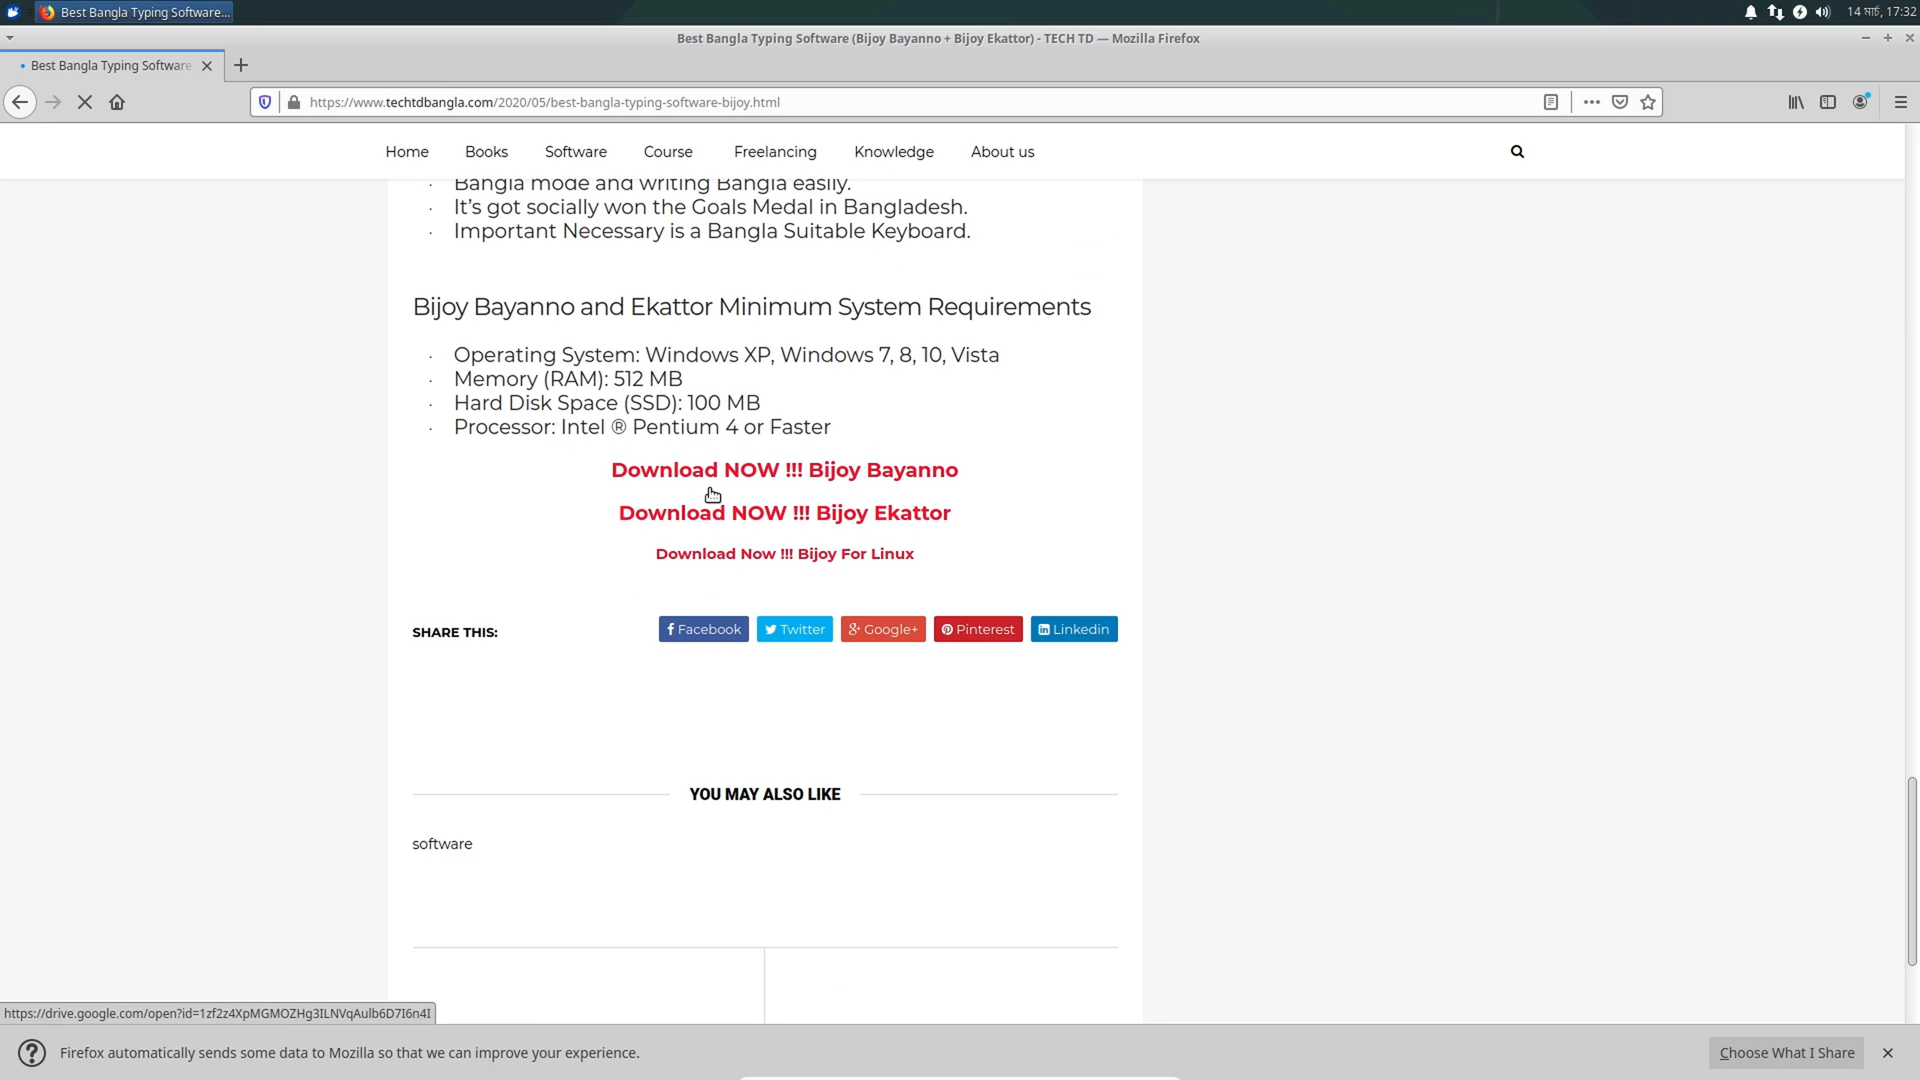 Best Bangla Typing Software...
14 मार्च, 17:32
Best Bangla Typing Software (Bijoy Bayanno + Bijoy Ekattor) - TECH TD — Mozilla Firefox
Best Bangla Typing Software
https://www.techtdbangla.com/2020/05/best-bangla-typing-software-bijoy.html
Home Books Software Course Freelancing Knowledge About us
· Bangla mode and writing Bangla easily.
· It’s got socially won the Goals Medal in Bangladesh.
· Important Necessary is a Bangla Suitable Keyboard.
Bijoy Bayanno and Ekattor Minimum System Requirements
· Operating System: Windows XP, Windows 7, 8, 10, Vista
· Memory (RAM): 512 MB
· Hard Disk Space (SSD): 100 MB
· Processor: Intel ® Pentium 4 or Faster
Download NOW !!! Bijoy Bayanno
Download NOW !!! Bijoy Ekattor
Download Now !!! Bijoy For Linux
SHARE THIS: Facebook Twitter Google+ Pinterest Linkedin
YOU MAY ALSO LIKE
software
https://drive.google.com/open?id=1zf2z4XpMGMOZHg3ILNVqAulb6D7I6n4I
Firefox automatically sends some data to Mozilla so that we can improve your experience.
Choose What I Share